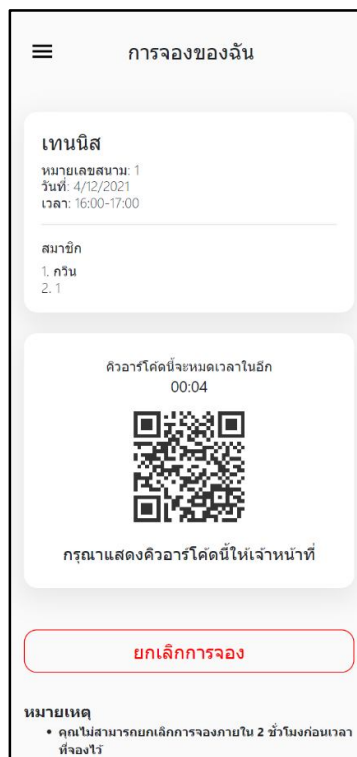 การจองของฉัน
เทนนิส
หมายเลขสนาม: 1
วันที่: 4/12/2021
เวลา: 16:00-17:00
สมาชิก
1. กวิน
2. 1
คิวอาร์โค้ดนี้จะหมดเวลาในอีก
00:04
กรุณาแสดงคิวอาร์โค้ดนี้ให้เจ้าหน้าที่
ยกเลิกการจอง
หมายเหตุ
• คุณไม่สามารถยกเลิกการจองภายใน 2 ชั่วโมงก่อนเวลา
ที่จองไว้